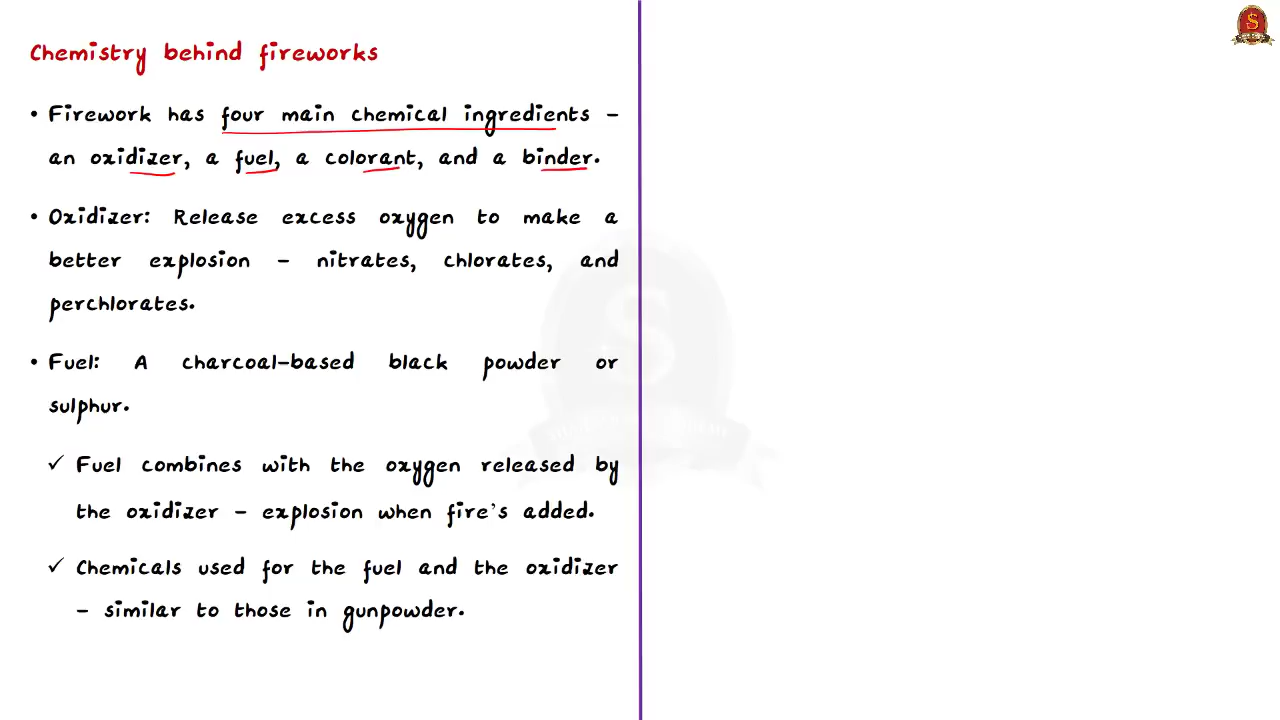 Chemistry behind fireworks
• Firework has four main chemical ingredients –
an oxidizer, a fuel, a colorant, and a binder.
• Oxidizer: Release excess oxygen to make a
better explosion – nitrates, chlorates, and
perchlorates.
• Fuel: A charcoal-based black powder or
sulphur.
✓ Fuel combines with the oxygen released by
the oxidizer – explosion when fire's added.
✓ Chemicals used for the fuel and the oxidizer
– similar to those in gunpowder.
S